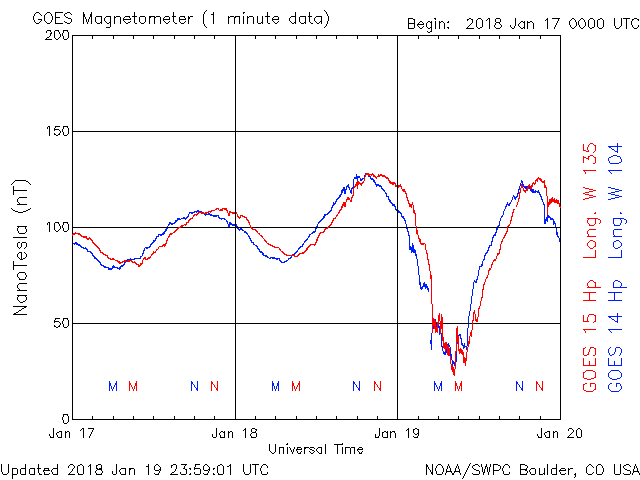 GOES Magnetometer (1 minute data)
Begin: 2018 Jan 17 0000 UTC
200
150
100
50
0
NanoTesla (nT)
M M N N M M N N M M N N
Jan 17 Jan 18 Jan 19 Jan 20
Universal Time
GOES 15 Hp Long. W 135
GOES 14 Hp Long. W 104
Updated 2018 Jan 19 23:59:01 UTC
NOAA/SWPC Boulder, CO USA